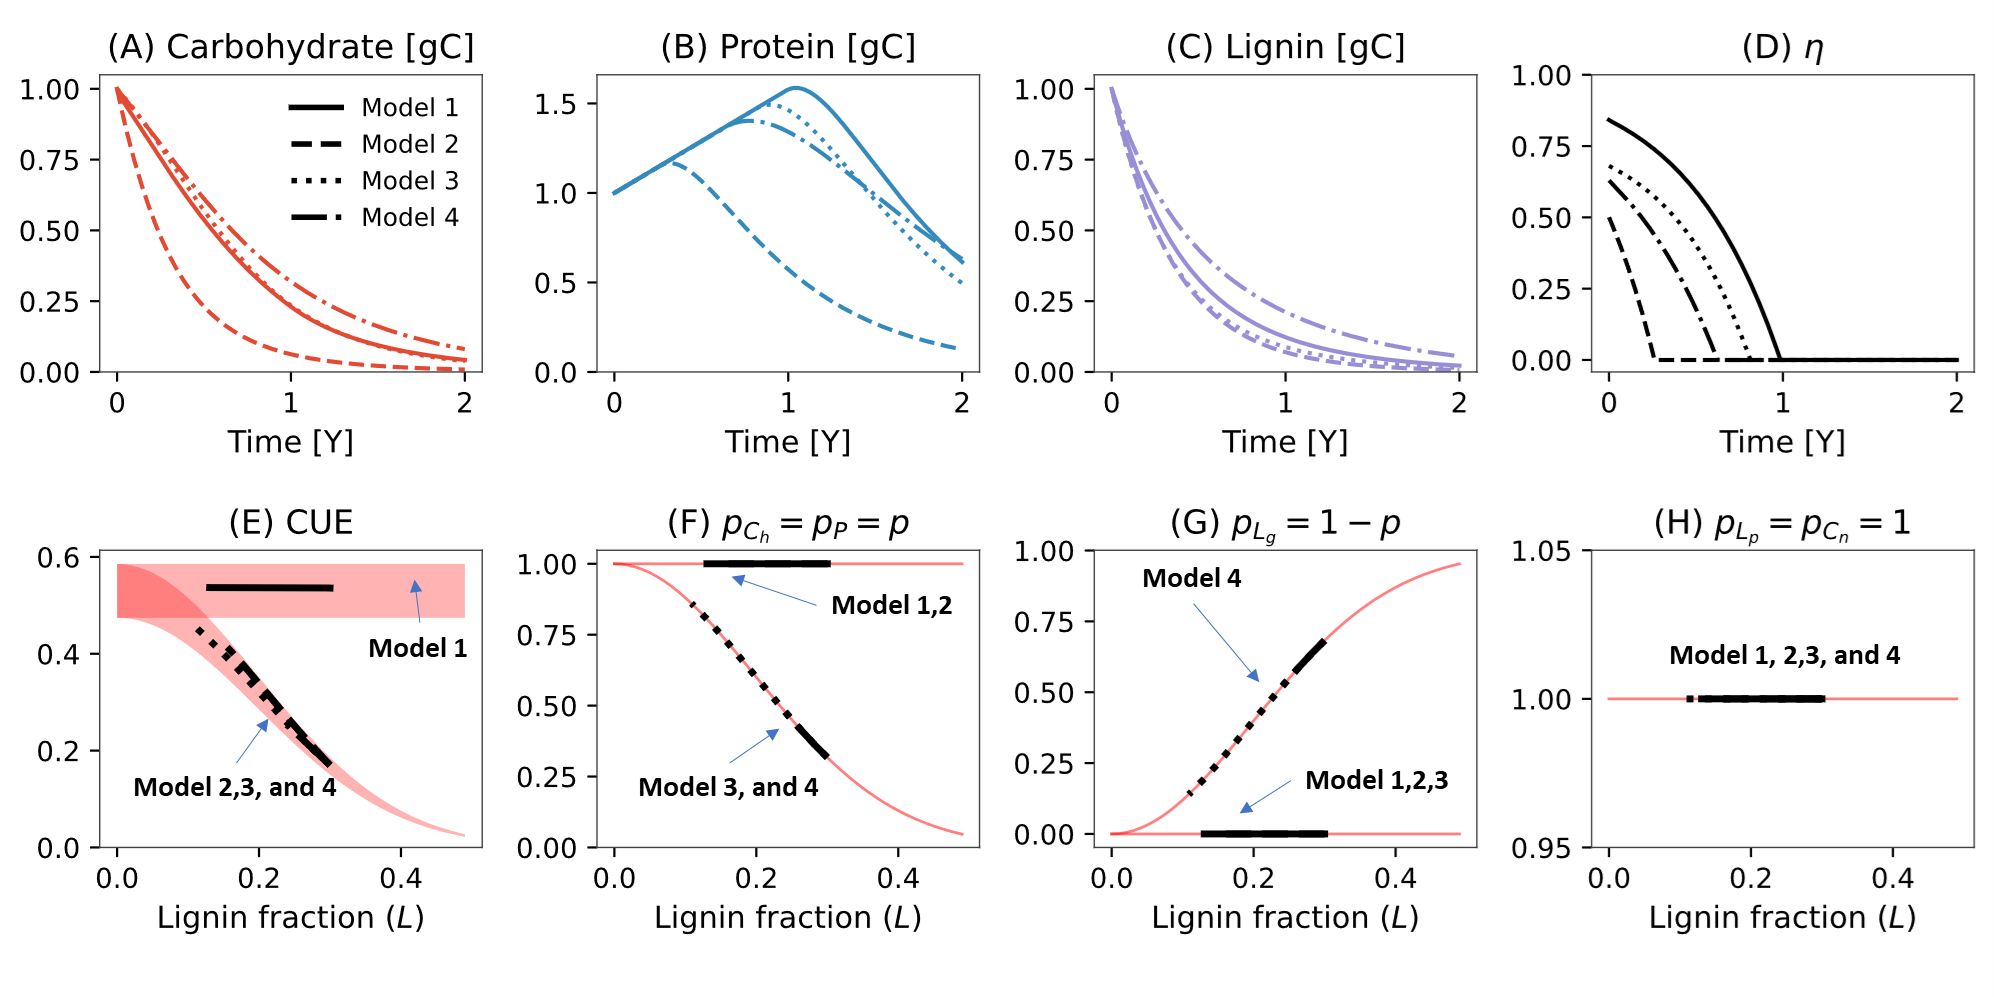 (A) Carbohydrate [gC]
1.00
0.75
0.50
0.25
0.00
0
1
2
Time [Y]
Model 1
Model 2
Model 3
Model 4
(B) Protein [gC]
1.5
1.0
0.5
0.0
0
1
2
Time [Y]
(C) Lignin [gC]
1.00
0.75
0.50
0.25
0.00
0
1
2
Time [Y]
(D) η
1.00
0.75
0.50
0.25
0.00
0
1
2
Time [Y]
(E) CUE
0.6
0.4
0.2
0.0
0.0
0.2
0.4
Lignin fraction (L)
Model 1
Model 2,3, and 4
(F) p_{C_h} = p_P = p
1.00
0.75
0.50
0.25
0.00
0.0
0.2
0.4
Lignin fraction (L)
Model 1,2
Model 3, and 4
(G) p_{L_g} = 1 − p
1.00
0.75
0.50
0.25
0.00
0.0
0.2
0.4
Lignin fraction (L)
Model 4
Model 1,2,3
(H) p_{L_p} = p_{C_n} = 1
1.05
1.00
0.95
0.0
0.2
0.4
Lignin fraction (L)
Model 1, 2,3, and 4